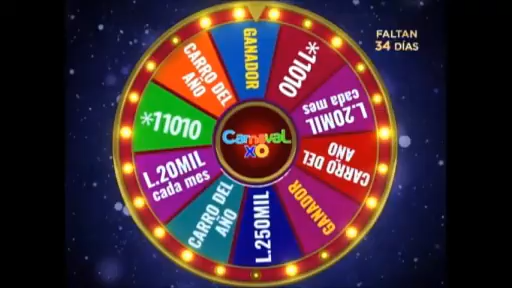 FALTAN
34 DÍAS
GANADOR
*11010
L.20MIL
cada mes
CARRO DEL
AÑO
GANADOR
L.250MIL
CARRO DEL
AÑO
L.20MIL
cada mes
*11010
CARRO DEL
AÑO
CarnavaL
XO